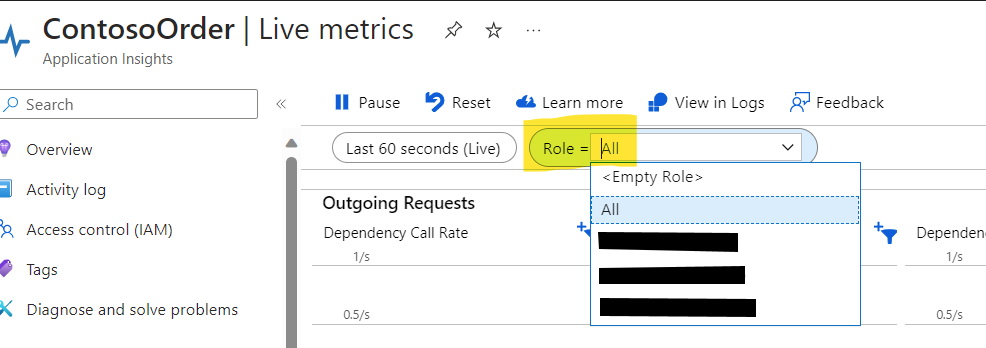 ContosoOrder | Live metrics
Application Insights
Search
Pause
Reset
Learn more
View in Logs
Feedback
Overview
Activity log
Access control (IAM)
Tags
Diagnose and solve problems
Last 60 seconds (Live)
Role = All
<Empty Role>
All
Outgoing Requests
Dependency Call Rate
1/s
0.5/s
Dependen
1/s
0.5/s